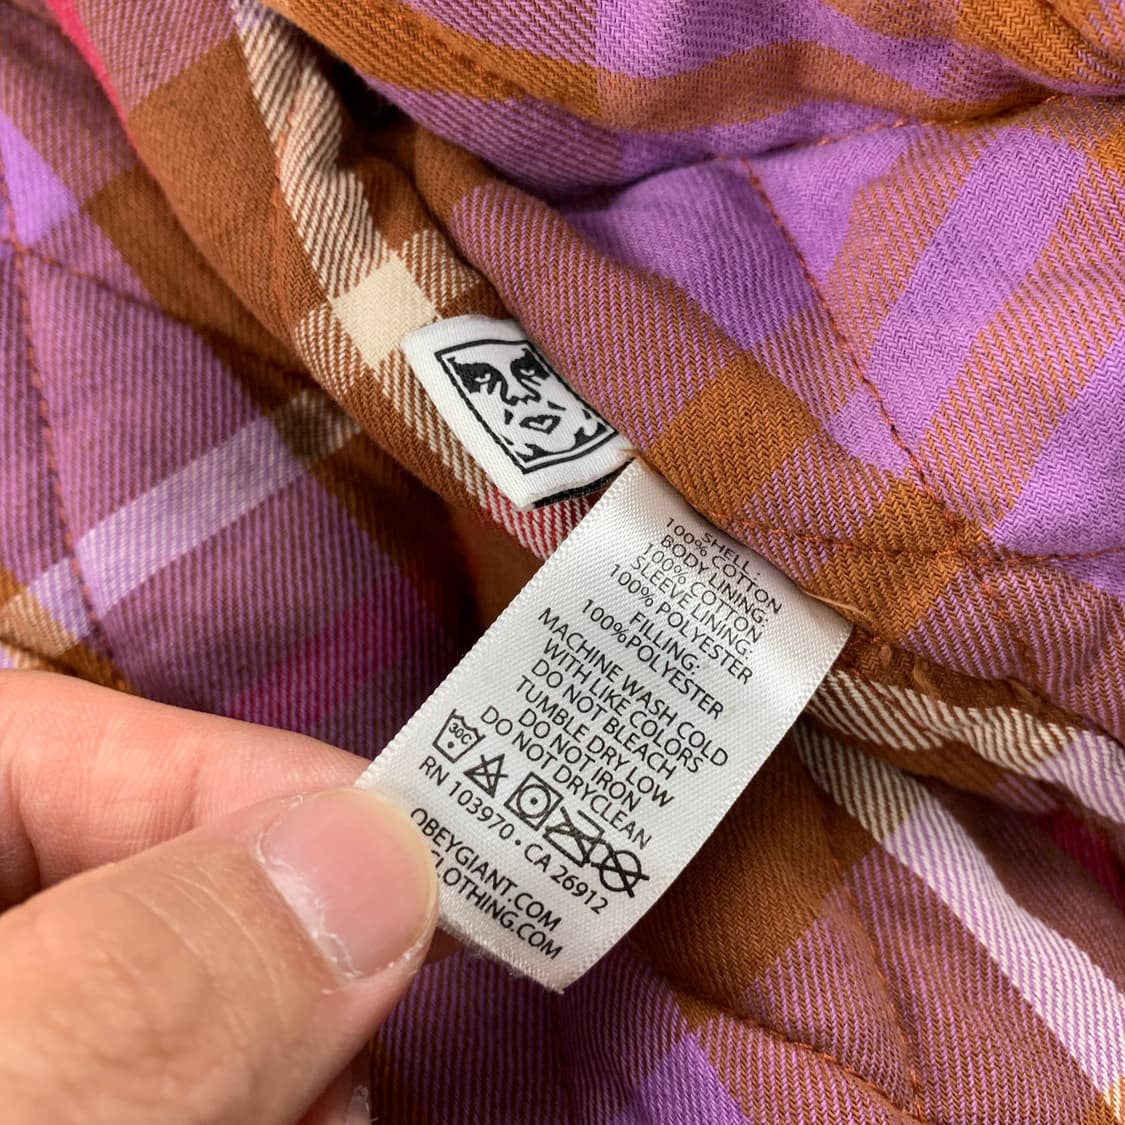 SHELL:
100% COTTON
BODY LINING:
100% COTTON
SLEEVE LINING:
100% POLYESTER
FILLING:
100%POLYESTER
MACHINE WASH COLD
WITH LIKE COLORS
DO NOT BLEACH
TUMBLE DRY LOW
DO NOT IRON
DO NOT DRYCLEAN
30C
RN 103970 • CA 26912
OBEYGIANT.COM
CLOTHING.COM